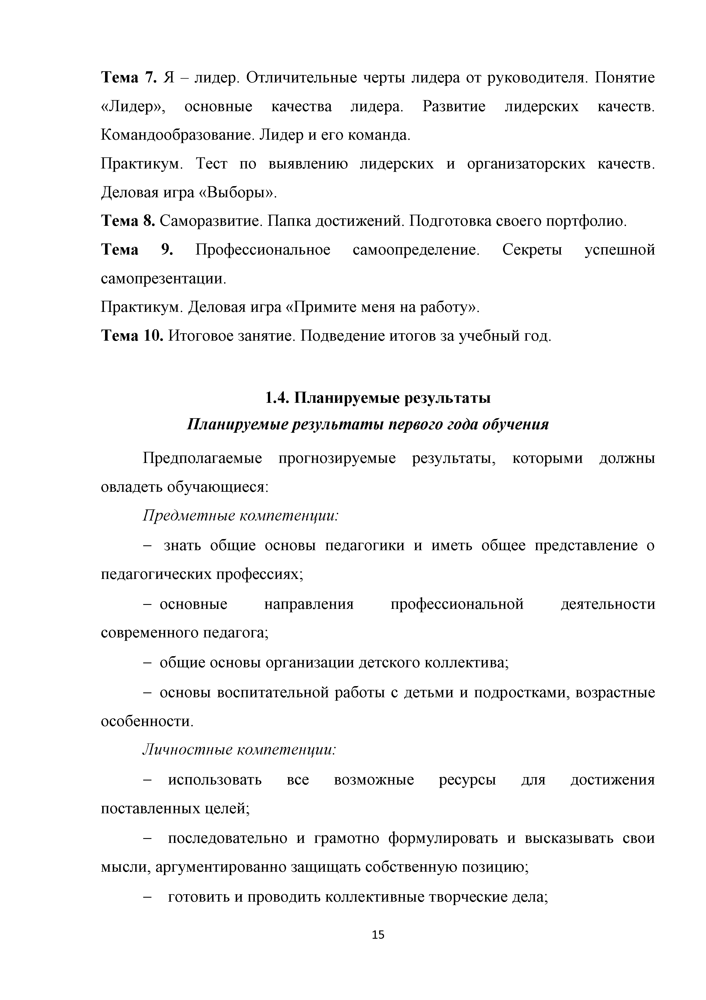 Тема 7. Я – лидер. Отличительные черты лидера от руководителя. Понятие
«Лидер», основные качества лидера. Развитие лидерских качеств.
Командообразование. Лидер и его команда.
Практикум. Тест по выявлению лидерских и организаторских качеств.
Деловая игра «Выборы».
Тема 8. Саморазвитие. Папка достижений. Подготовка своего портфолио.
Тема 9. Профессиональное самоопределение. Секреты успешной
самопрезентации.
Практикум. Деловая игра «Примите меня на работу».
Тема 10. Итоговое занятие. Подведение итогов за учебный год.
1.4. Планируемые результаты
Планируемые результаты первого года обучения
Предполагаемые прогнозируемые результаты, которыми должны
овладеть обучающиеся:
Предметные компетенции:
– знать общие основы педагогики и иметь общее представление о
педагогических профессиях;
– основные направления профессиональной деятельности
современного педагога;
– общие основы организации детского коллектива;
– основы воспитательной работы с детьми и подростками, возрастные
особенности.
Личностные компетенции:
– использовать все возможные ресурсы для достижения
поставленных целей;
– последовательно и грамотно формулировать и высказывать свои
мысли, аргументированно защищать собственную позицию;
– готовить и проводить коллективные творческие дела;
15